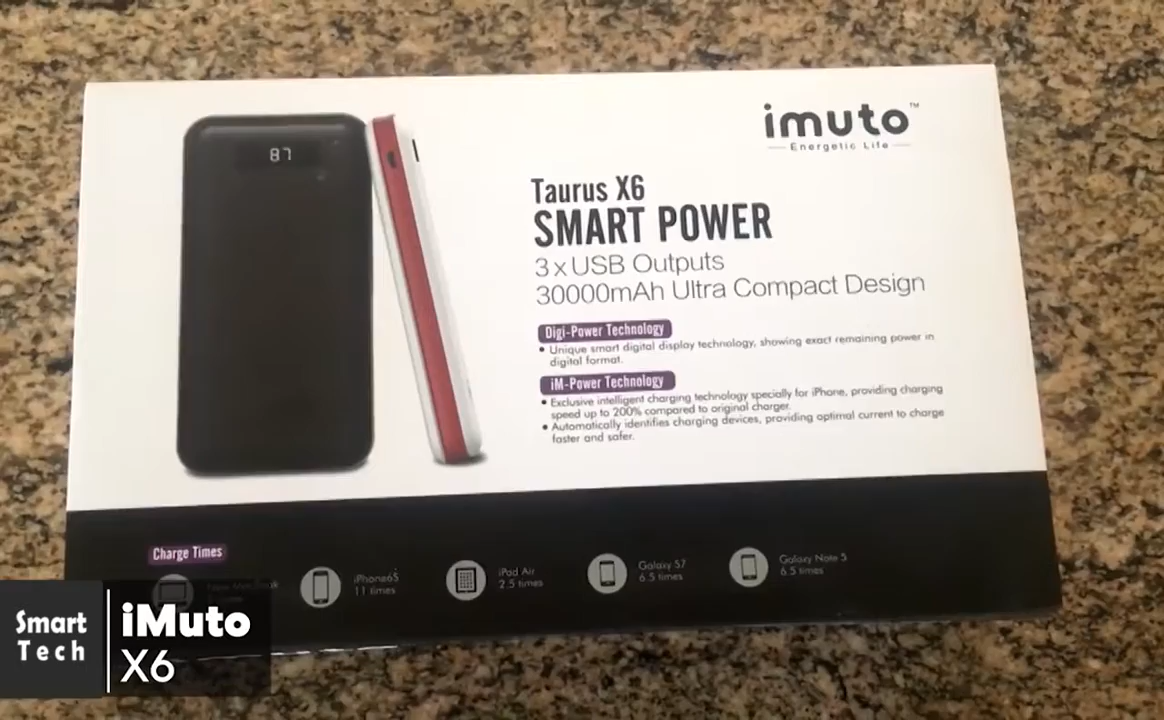 87
imuto™
Energetic Life
Taurus X6
SMART POWER
3 x USB Outputs
30000mAh Ultra Compact Design
Digi-Power Technology
• Unique smart digital display technology, showing exact remaining power in
digital format.
iM-Power Technology
• Exclusive intelligent charging technology specially for iPhone, providing charging
speed up to 200% compared to original charger.
• Automatically identifies charging devices, providing optimal current to charge
faster and safer.
Charge Times
iPhone6S
11 times
iPad Air
2.5 times
Galaxy S7
6.5 times
Galaxy Note 5
6.5 times
Smart
Tech
iMuto
X6